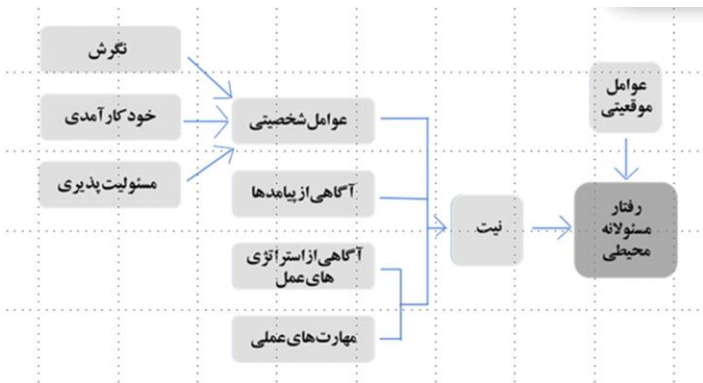 نگرش
خودکارآمدی
مسئولیت‌پذیری
عوامل شخصیتی
آگاهی از پیامدها
آگاهی از استراتژی
های عمل
مهارت‌های عملی
نیت
عوامل
موقعیتی
رفتار
مسئولانه
محیطی